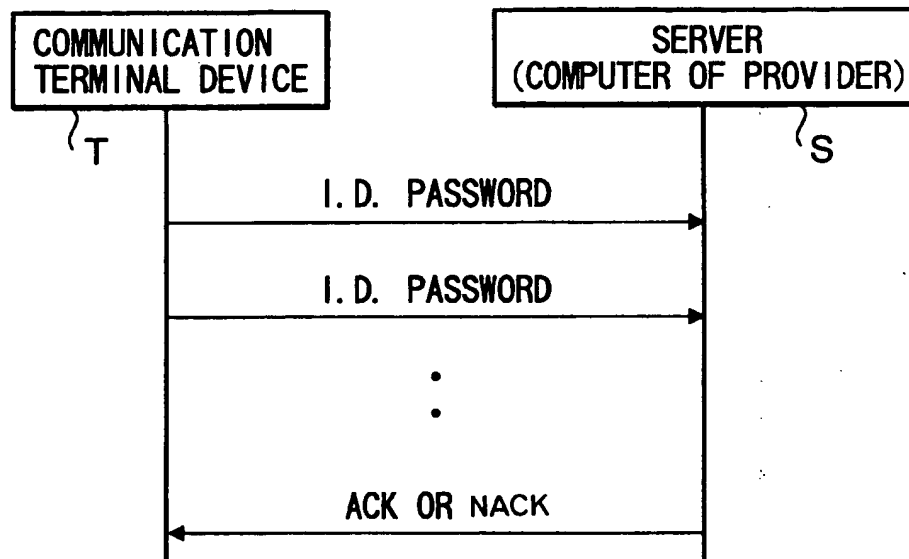 COMMUNICATION
TERMINAL DEVICE
SERVER
(COMPUTER OF PROVIDER)
T
S
I.D. PASSWORD
I.D. PASSWORD
ACK OR NACK